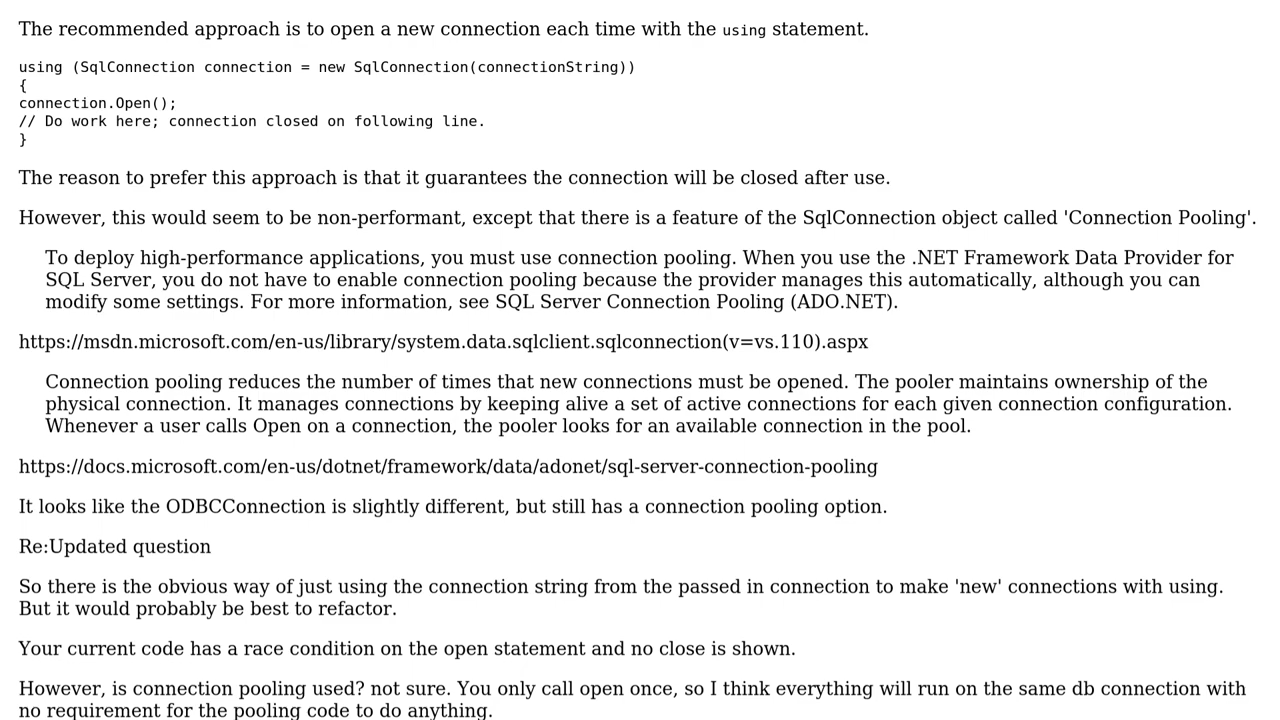 The recommended approach is to open a new connection each time with the using statement.
using (SqlConnection connection = new SqlConnection(connectionString))
{
connection.Open();
// Do work here; connection closed on following line.
}
The reason to prefer this approach is that it guarantees the connection will be closed after use.
However, this would seem to be non-performant, except that there is a feature of the SqlConnection object called 'Connection Pooling'.
To deploy high-performance applications, you must use connection pooling. When you use the .NET Framework Data Provider for
SQL Server, you do not have to enable connection pooling because the provider manages this automatically, although you can
modify some settings. For more information, see SQL Server Connection Pooling (ADO.NET).
https://msdn.microsoft.com/en-us/library/system.data.sqlclient.sqlconnection(v=vs.110).aspx
Connection pooling reduces the number of times that new connections must be opened. The pooler maintains ownership of the
physical connection. It manages connections by keeping alive a set of active connections for each given connection configuration.
Whenever a user calls Open on a connection, the pooler looks for an available connection in the pool.
https://docs.microsoft.com/en-us/dotnet/framework/data/adonet/sql-server-connection-pooling
It looks like the ODBCConnection is slightly different, but still has a connection pooling option.
Re:Updated question
So there is the obvious way of just using the connection string from the passed in connection to make 'new' connections with using.
But it would probably be best to refactor.
Your current code has a race condition on the open statement and no close is shown.
However, is connection pooling used? not sure. You only call open once, so I think everything will run on the same db connection with
no requirement for the pooling code to do anything.